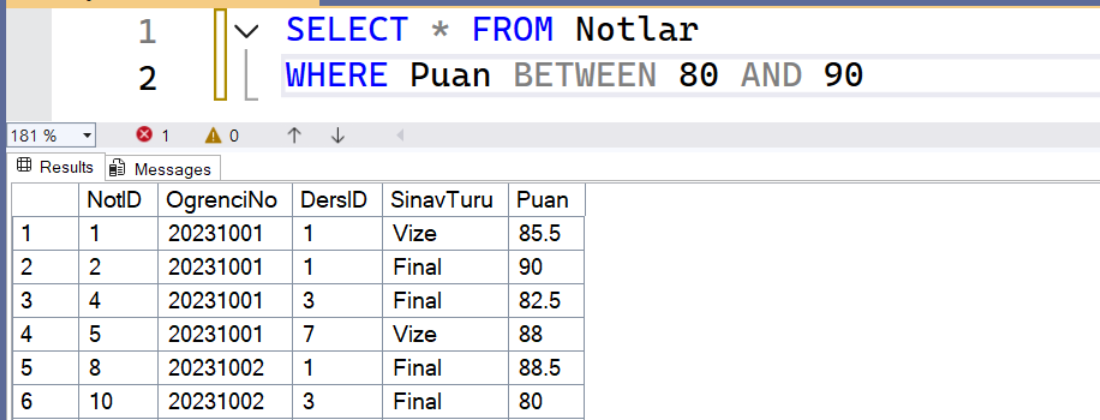 1 SELECT * FROM Notlar
2 WHERE Puan BETWEEN 80 AND 90
181 % 1 0
Results Messages
NotID OgrenciNo DersID SinavTuru Puan
1 1 20231001 1 Vize 85.5
2 2 20231001 1 Final 90
3 4 20231001 3 Final 82.5
4 5 20231001 7 Vize 88
5 8 20231002 1 Final 88.5
6 10 20231002 3 Final 80